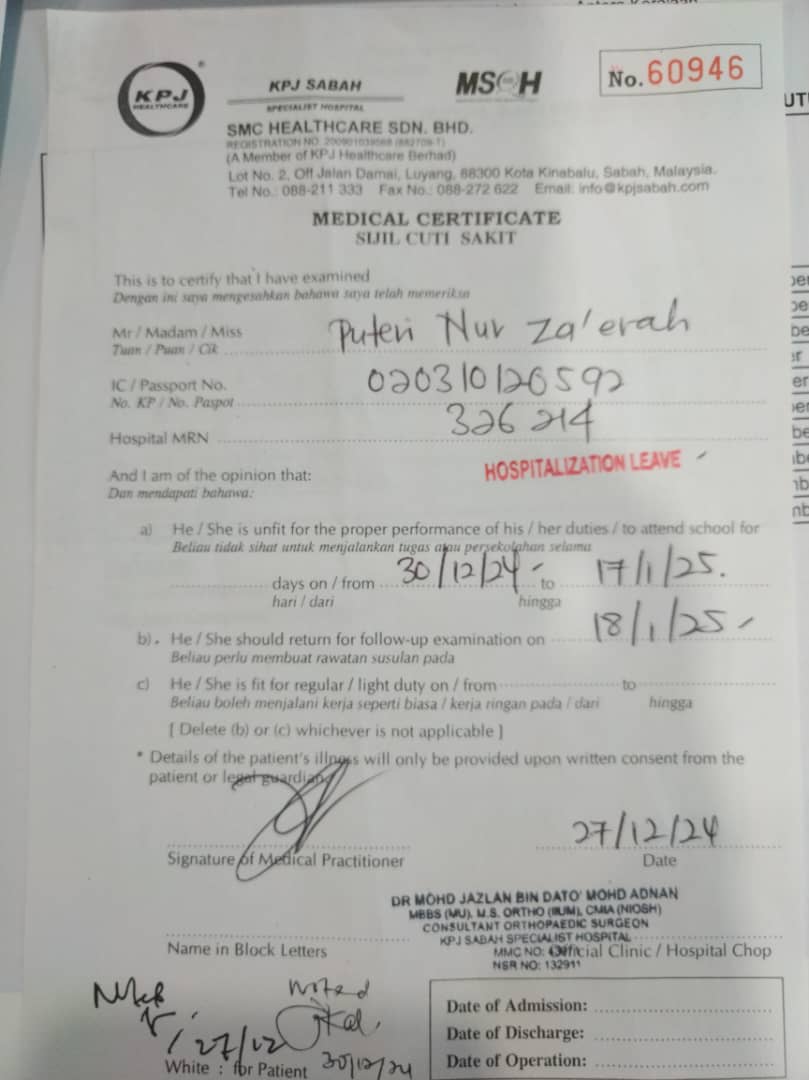 KPJ
HEALTHCARE
KPJ SABAH
SPECIALIST HOSPITAL
MSQH
No. 60946
SMC HEALTHCARE SDN. BHD.
REGISTRATION NO.
(A Member of KPJ Healthcare Berhad)
Lot No. 2, Off Jalan Damai, Luyang, 88300 Kota Kinabalu, Sabah, Malaysia.
Tel No.: 088-211 333 Fax No.: 088-272 622 Email: info@kpjsabah.com
MEDICAL CERTIFICATE
SIJIL CUTI SAKIT
This is to certify that I have examined
Dengan ini saya mengesahkan bahawa saya telah memeriksa
Mr / Madam / Miss Puteri Nur Za'erah
Tuan / Puan / Cik
IC / Passport No. 020310120592
No. KP / No. Paspot
Hospital MRN 326214
HOSPITALIZATION LEAVE
And I am of the opinion that:
Dan mendapati bahawa:
a) He / She is unfit for the proper performance of his / her duties / to attend school for
Beliau tidak sihat untuk menjalankan tugas atau persekolahan selama
days on / from 30/12/24 to 17/1/25.
hari / dari hingga
b) He / She should return for follow-up examination on 18/1/25
Beliau perlu membuat rawatan susulan pada
c) He / She is fit for regular / light duty on / from to
Beliau boleh menjalani kerja seperti biasa / kerja ringan pada / dari hingga
[ Delete (b) or (c) whichever is not applicable ]
* Details of the patient's illness will only be provided upon written consent from the
patient or legal guardian
27/12/24
Signature of Medical Practitioner Date
DR MOHD JAZLAN BIN DATO' MOHD ADNAN
MBBS (MU), M.S. ORTHO (IIUM), CMIA (NIOSH)
CONSULTANT ORTHOPAEDIC SURGEON
KPJ SABAH SPECIALIST HOSPITAL
Name in Block Letters MMC NO: Official Clinic / Hospital Chop
NSR NO: 132911
Noted
27/12
30/12/24
White : for Patient
Date of Admission:
Date of Discharge:
Date of Operation: